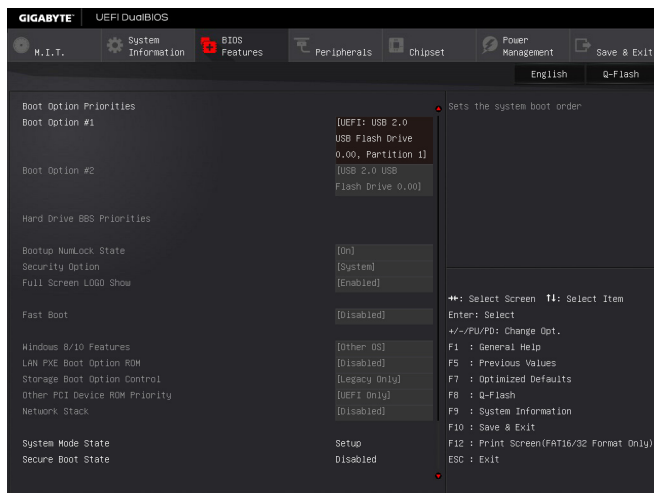 GIGABYTE™ UEFI DualBIOS
M.I.T.
System Information
BIOS Features
Peripherals
Chipset
Power Management
Save & Exit
English
Q-Flash
Boot Option Priorities
Boot Option #1 [UEFI: USB 2.0
USB Flash Drive
0.00, Partition 1]
Boot Option #2 [USB 2.0 USB
Flash Drive 0.00]
Hard Drive BBS Priorities
Bootup NumLock State [On]
Security Option [System]
Full Screen LOGO Show [Enabled]
Fast Boot [Disabled]
Windows 8/10 Features [Other OS]
LAN PXE Boot Option ROM [Disabled]
Storage Boot Option Control [Legacy Only]
Other PCI Device ROM Priority [UEFI Only]
Network Stack [Disabled]
System Mode State Setup
Secure Boot State Disabled
Sets the system boot order
→←: Select Screen ↑↓: Select Item
Enter: Select
+/-/PU/PD: Change Opt.
F1 : General Help
F5 : Previous Values
F7 : Optimized Defaults
F8 : Q-Flash
F9 : System Information
F10 : Save & Exit
F12 : Print Screen(FAT16/32 Format Only)
ESC : Exit